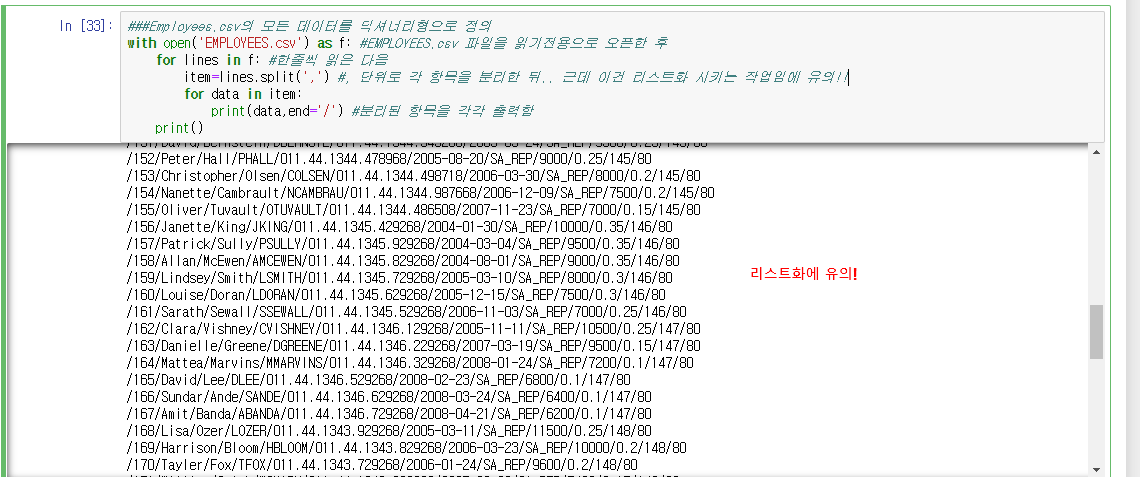 In [33]: ###Employees.csv의 모든 데이터를 딕셔너리형으로 정의
with open('EMPLOYEES.csv') as f: #EMPLOYEES.csv 파일을 읽기전용으로 오픈한 후
for lines in f: #한줄씩 읽은 다음
item=lines.split(',') #, 단위로 각 항목을 분리한 뒤.. 근데 이건 리스트화 시키는 작업임에 유의!!
for data in item:
print(data,end='/') #분리된 항목을 각각 출력함
print()
/152/Peter/Hall/PHALL/011.44.1344.478968/2005-08-20/SA_REP/9000/0.25/145/80
/153/Christopher/Olsen/COLSEN/011.44.1344.498718/2006-03-30/SA_REP/8000/0.2/145/80
/154/Nanette/Cambrault/NCAMBRAU/011.44.1344.987668/2006-12-09/SA_REP/7500/0.2/145/80
/155/Oliver/Tuvault/OTUVAULT/011.44.1344.486508/2007-11-23/SA_REP/7000/0.15/145/80
/156/Janette/King/JKING/011.44.1345.429268/2004-01-30/SA_REP/10000/0.35/146/80
/157/Patrick/Sully/PSULLY/011.44.1345.929268/2004-03-04/SA_REP/9500/0.35/146/80
/158/Allan/McEwen/AMCEWEN/011.44.1345.829268/2004-08-01/SA_REP/9000/0.35/146/80
/159/Lindsey/Smith/LSMITH/011.44.1345.729268/2005-03-10/SA_REP/8000/0.3/146/80
리스트화에 유의!
/160/Louise/Doran/LDORAN/011.44.1345.629268/2005-12-15/SA_REP/7500/0.3/146/80
/161/Sarath/Sewall/SSEWALL/011.44.1345.529268/2006-11-03/SA_REP/7000/0.25/146/80
/162/Clara/Vishney/CVISHNEY/011.44.1346.129268/2005-11-11/SA_REP/10500/0.25/147/80
/163/Danielle/Greene/DGREENE/011.44.1346.229268/2007-03-19/SA_REP/9500/0.15/147/80
/164/Mattea/Marvins/MMARVINS/011.44.1346.329268/2008-01-24/SA_REP/7200/0.1/147/80
/165/David/Lee/DLEE/011.44.1346.529268/2008-02-23/SA_REP/6800/0.1/147/80
/166/Sundar/Ande/SANDE/011.44.1346.629268/2008-03-24/SA_REP/6400/0.1/147/80
/167/Amit/Banda/ABANDA/011.44.1346.729268/2008-04-21/SA_REP/6200/0.1/147/80
/168/Lisa/Ozer/LOZER/011.44.1343.929268/2005-03-11/SA_REP/11500/0.25/148/80
/169/Harrison/Bloom/HBLOOM/011.44.1343.829268/2006-03-23/SA_REP/10000/0.2/148/80
/170/Tayler/Fox/TFOX/011.44.1343.729268/2006-01-24/SA_REP/9600/0.2/148/80